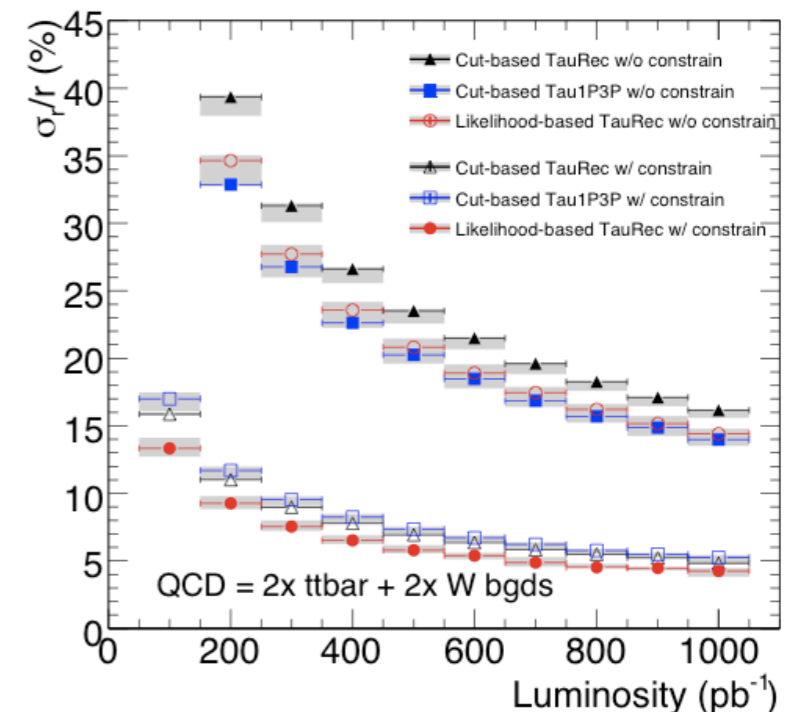 σr/r (%)
45
40
35
30
25
20
15
10
5
0
Cut-based TauRec w/o constrain
Cut-based Tau1P3P w/o constrain
Likelihood-based TauRec w/o constrain
Cut-based TauRec w/ constrain
Cut-based Tau1P3P w/ constrain
Likelihood-based TauRec w/ constrain
QCD = 2x ttbar + 2x W bgds
0 200 400 600 800 1000
Luminosity (pb⁻¹)